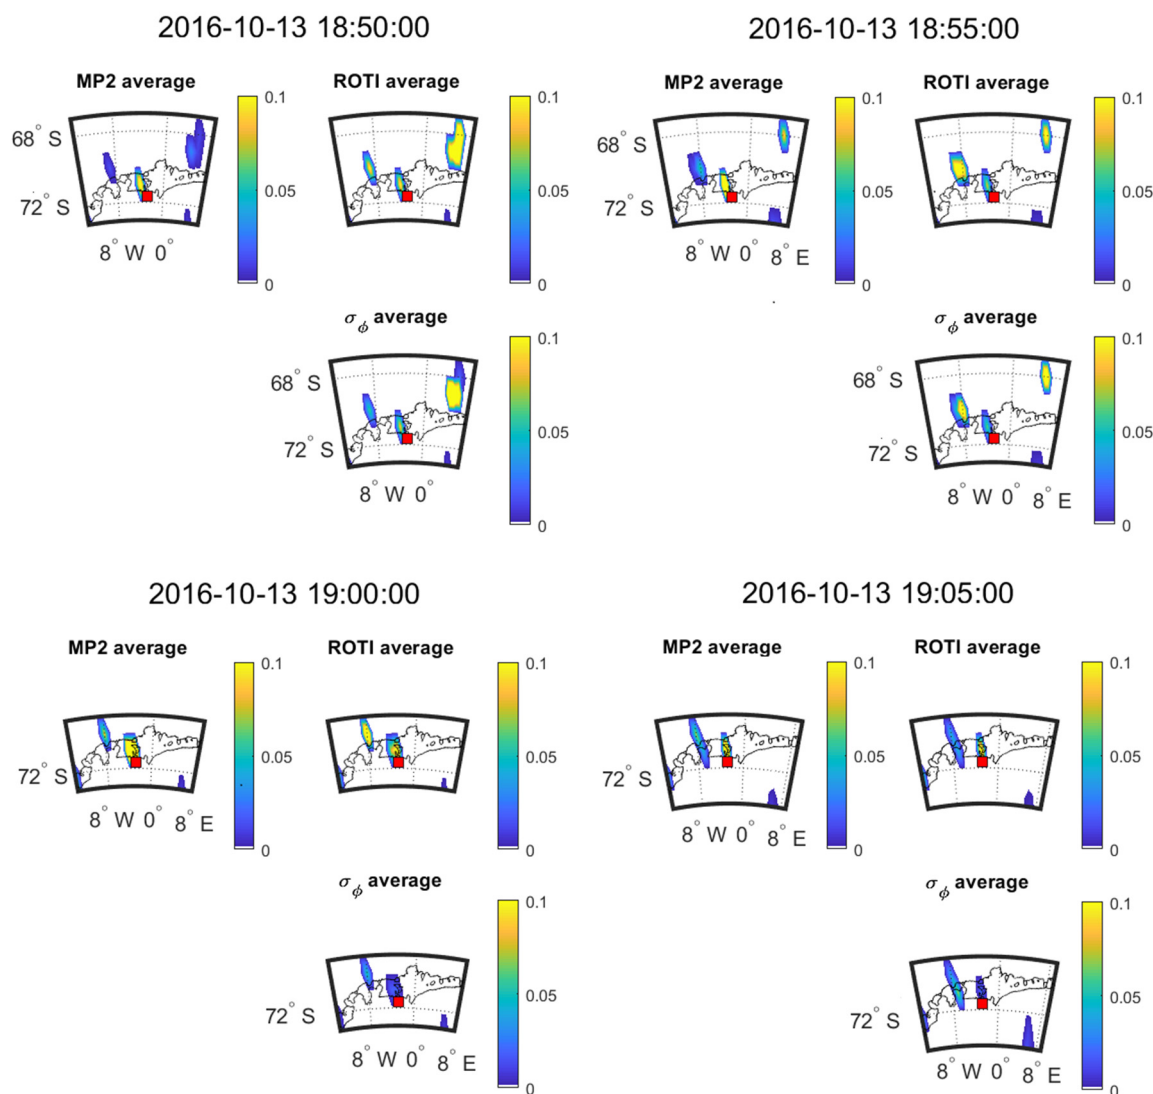 2016-10-13 18:50:00
MP2 average
ROTI average
0.1
0.05
0
0.1
0.05
0
68° S
72° S
8° W 0°
σϕ average
0.1
0.05
0
68° S
72° S
8° W 0°
2016-10-13 18:55:00
MP2 average
ROTI average
0.1
0.05
0
0.1
0.05
0
68° S
72° S
8° W 0° 8° E
σϕ average
0.1
0.05
0
68° S
72° S
8° W 0° 8° E
2016-10-13 19:00:00
MP2 average
ROTI average
0.1
0.05
0
0.1
0.05
0
72° S
8° W 0° 8° E
σϕ average
0.1
0.05
0
72° S
8° W 0° 8° E
2016-10-13 19:05:00
MP2 average
ROTI average
0.1
0.05
0
0.1
0.05
0
72° S
8° W 0° 8° E
σϕ average
0.1
0.05
0
72° S
8° W 0° 8° E